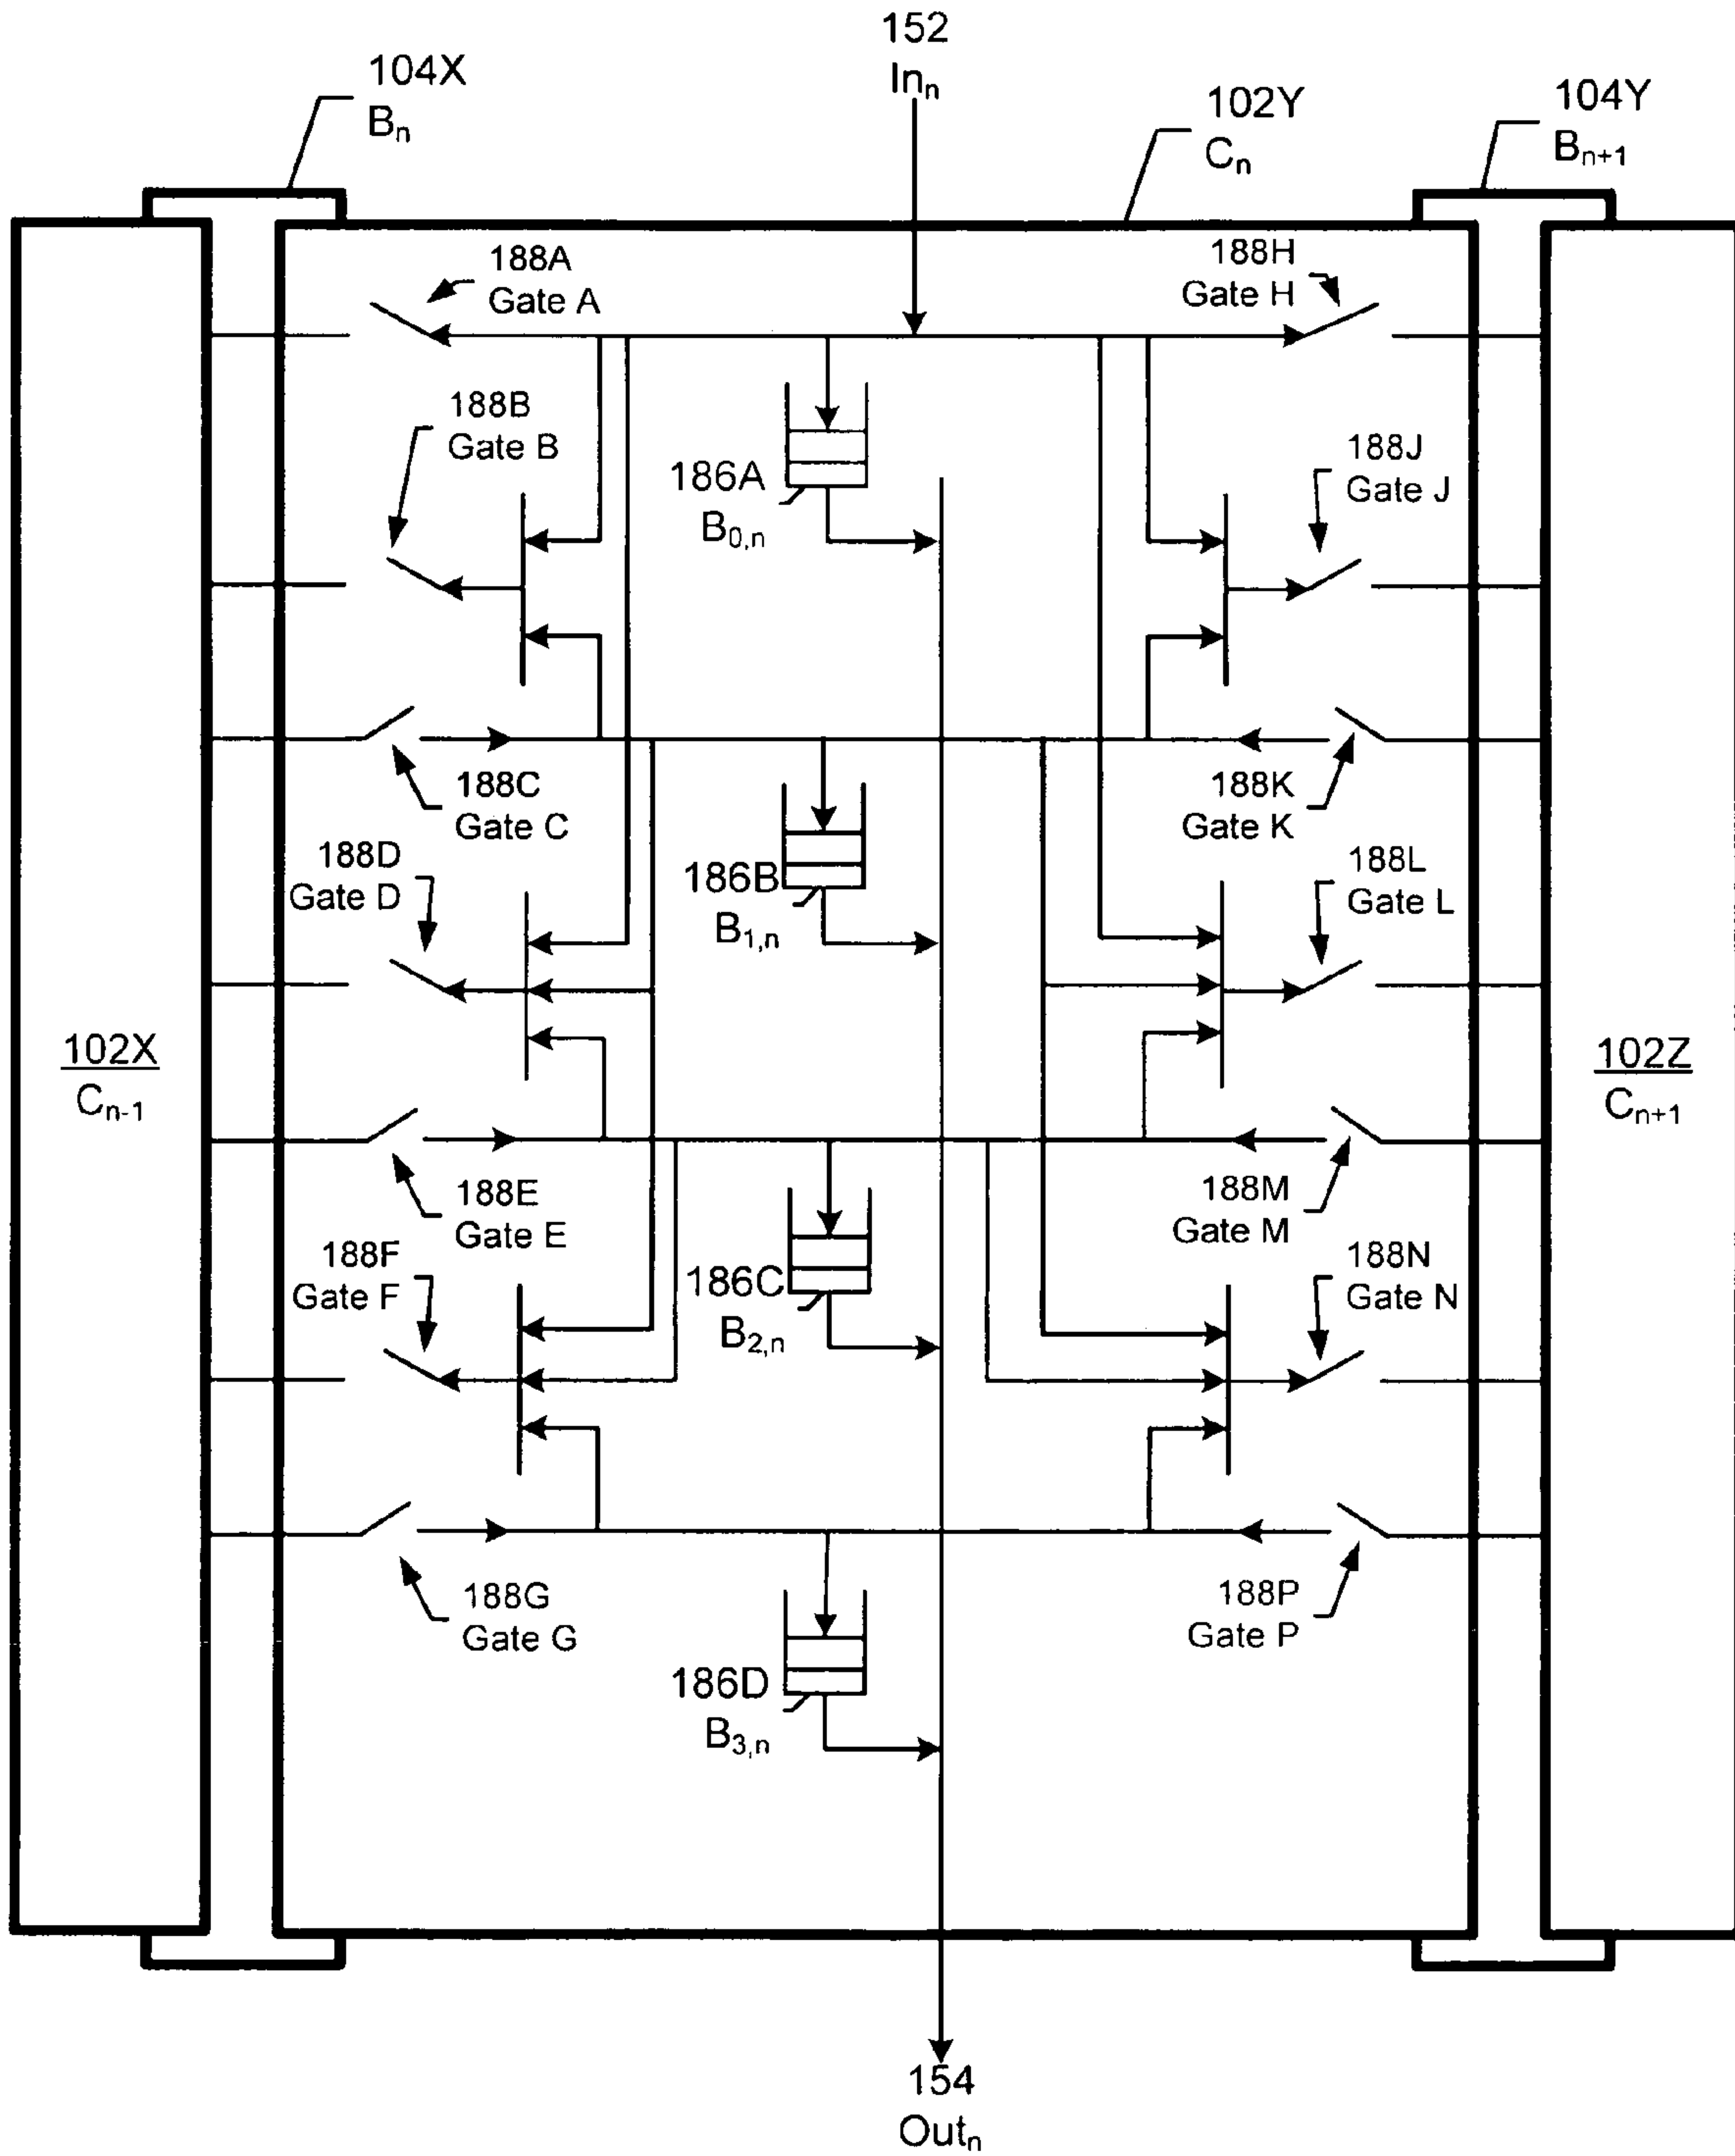 152
Inₙ
104X
Bₙ
102Y
Cₙ
104Y
Bₙ₊₁
188A
Gate A
188H
Gate H
188B
Gate B
186A
B₀,ₙ
188J
Gate J
188C
Gate C
188K
Gate K
188D
Gate D
186B
B₁,ₙ
188L
Gate L
102X
Cₙ₋₁
102Z
Cₙ₊₁
188E
Gate E
188M
Gate M
188F
Gate F
186C
B₂,ₙ
188N
Gate N
188G
Gate G
188P
Gate P
186D
B₃,ₙ
154
Outₙ